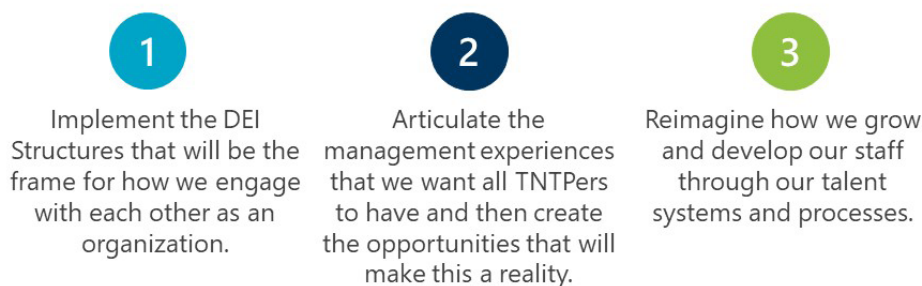 1
Implement the DEI
Structures that will be the
frame for how we engage
with each other as an
organization.
2
Articulate the
management experiences
that we want all TNTPers
to have and then create
the opportunities that will
make this a reality.
3
Reimagine how we grow
and develop our staff
through our talent
systems and processes.